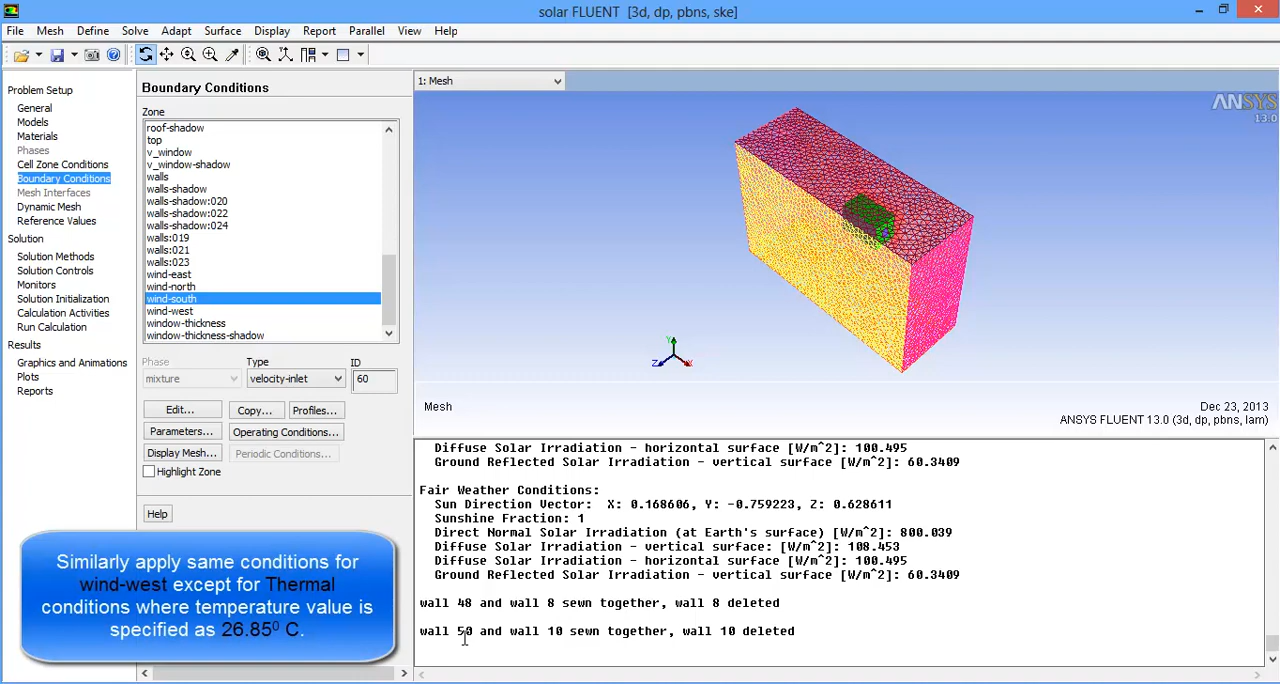 solar FLUENT [3d, dp, pbns, ske]
File Mesh Define Solve Adapt Surface Display Report Parallel View Help
Problem Setup
General
Models
Materials
Phases
Cell Zone Conditions
Boundary Conditions
Mesh Interfaces
Dynamic Mesh
Reference Values
Solution
Solution Methods
Solution Controls
Monitors
Solution Initialization
Calculation Activities
Run Calculation
Results
Graphics and Animations
Plots
Reports
Boundary Conditions
Zone
roof-shadow
top
v_window
v_window-shadow
walls
walls-shadow
walls-shadow:020
walls-shadow:022
walls-shadow:024
walls:019
walls:021
walls:023
wind-east
wind-north
wind-south
wind-west
window-thickness
window-thickness-shadow
Phase Type ID
mixture velocity-inlet 60
Edit... Copy... Profiles...
Parameters... Operating Conditions...
Display Mesh... Periodic Conditions...
Highlight Zone
Help
1: Mesh
ANSYS
13.0
Y
Z X
Mesh Dec 23, 2013
ANSYS FLUENT 13.0 (3d, dp, pbns, lam)
Diffuse Solar Irradiation - horizontal surface [W/m^2]: 100.495
Ground Reflected Solar Irradiation - vertical surface [W/m^2]: 60.3409
Fair Weather Conditions:
Sun Direction Vector: X: 0.168606, Y: -0.759223, Z: 0.628611
Sunshine Fraction: 1
Direct Normal Solar Irradiation (at Earth's surface) [W/m^2]: 800.039
Diffuse Solar Irradiation - vertical surface: [W/m^2]: 108.453
Diffuse Solar Irradiation - horizontal surface [W/m^2]: 100.495
Ground Reflected Solar Irradiation - vertical surface [W/m^2]: 60.3409
wall 48 and wall 8 sewn together, wall 8 deleted
wall 50 and wall 10 sewn together, wall 10 deleted
Similarly apply same conditions for
wind-west except for Thermal
conditions where temperature value is
specified as 26.85⁰ C.